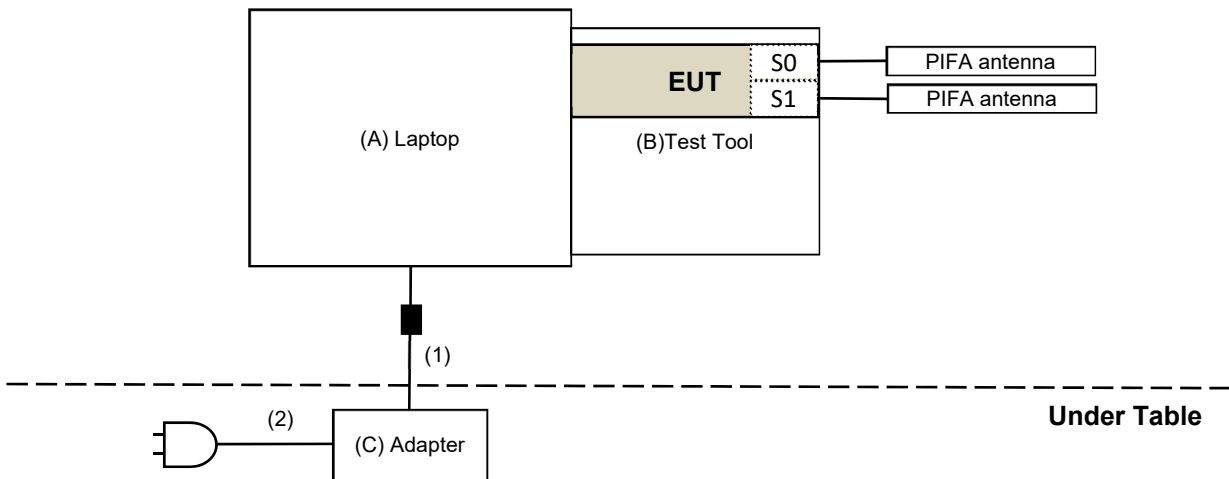 S0
PIFA antenna
EUT
S1
PIFA antenna
(A) Laptop
(B)Test Tool
(1)
(2)
Under Table
(C) Adapter